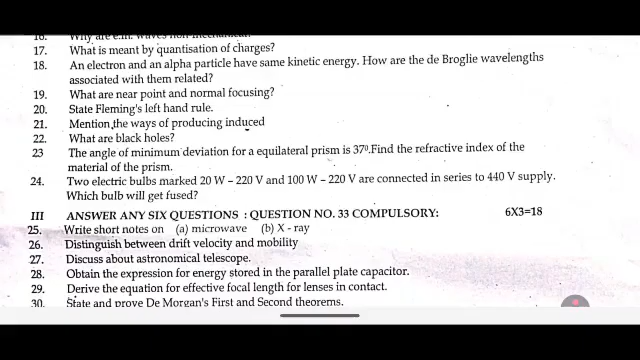 16. Why are e.m. waves non-mechanical?
17. What is meant by quantisation of charges?
18. An electron and an alpha particle have same kinetic energy. How are the de Broglie wavelengths
associated with them related?
19. What are near point and normal focusing?
20. State Fleming's left hand rule.
21. Mention the ways of producing induced
22. What are black holes?
23 The angle of minimum deviation for a equilateral prism is 37⁰.Find the refractive index of the
material of the prism.
24. Two electric bulbs marked 20 W – 220 V and 100 W – 220 V are connected in series to 440 V supply.
Which bulb will get fused?
III ANSWER ANY SIX QUESTIONS : QUESTION NO. 33 COMPULSORY: 6X3=18
25. Write short notes on (a) microwave (b) X - ray
26. Distinguish between drift velocity and mobility
27. Discuss about astronomical telescope.
28. Obtain the expression for energy stored in the parallel plate capacitor.
29. Derive the equation for effective focal length for lenses in contact.
30. State and prove De Morgan's First and Second theorems.